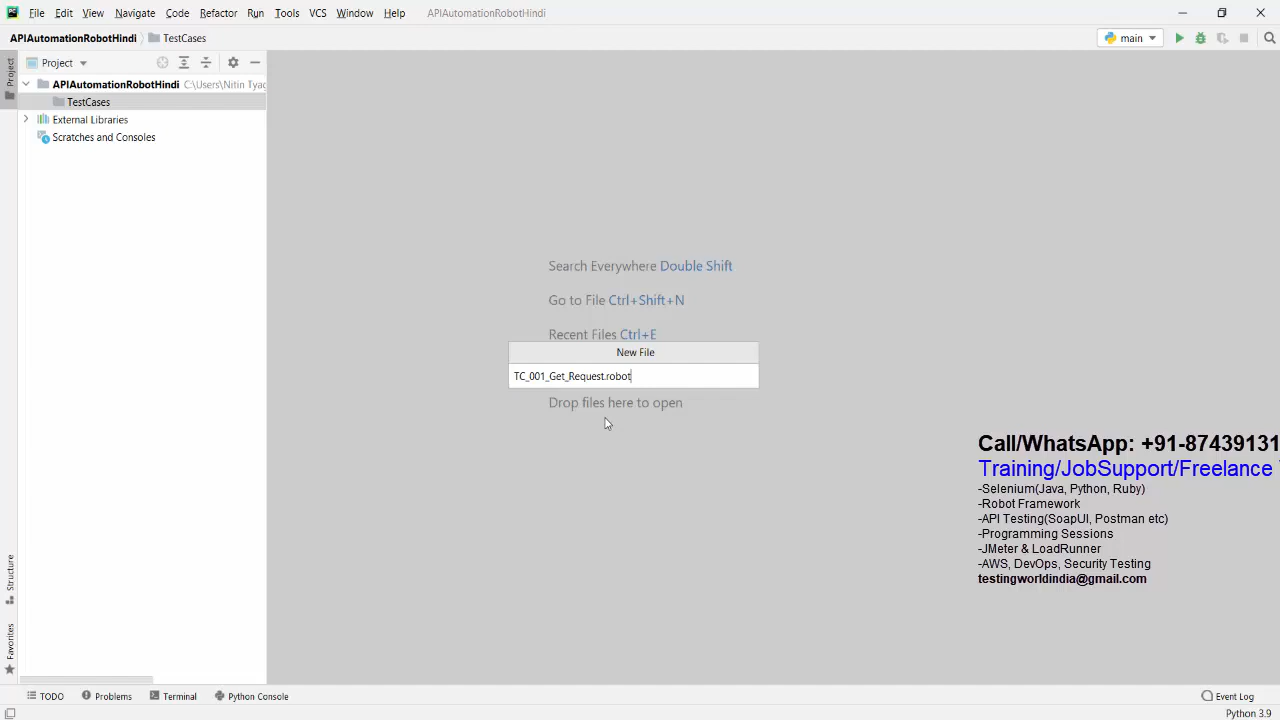 File Edit View Navigate Code Refactor Run Tools VCS Window Help APIAutomationRobotHindi
APIAutomationRobotHindi TestCases main
Project
Project
APIAutomationRobotHindi C:\Users\Nitin Tyag
TestCases
External Libraries
Scratches and Consoles
Search Everywhere Double Shift
Go to File Ctrl+Shift+N
Recent Files Ctrl+E
New File
TC_001_Get_Request.robot
Drop files here to open
Call/WhatsApp: +91-87439131
Training/JobSupport/Freelance
-Selenium(Java, Python, Ruby)
-Robot Framework
-API Testing(SoapUI, Postman etc)
-Programming Sessions
-JMeter & LoadRunner
-AWS, DevOps, Security Testing
testingworldindia@gmail.com
Structure
Favorites
TODO Problems Terminal Python Console Event Log
Python 3.9